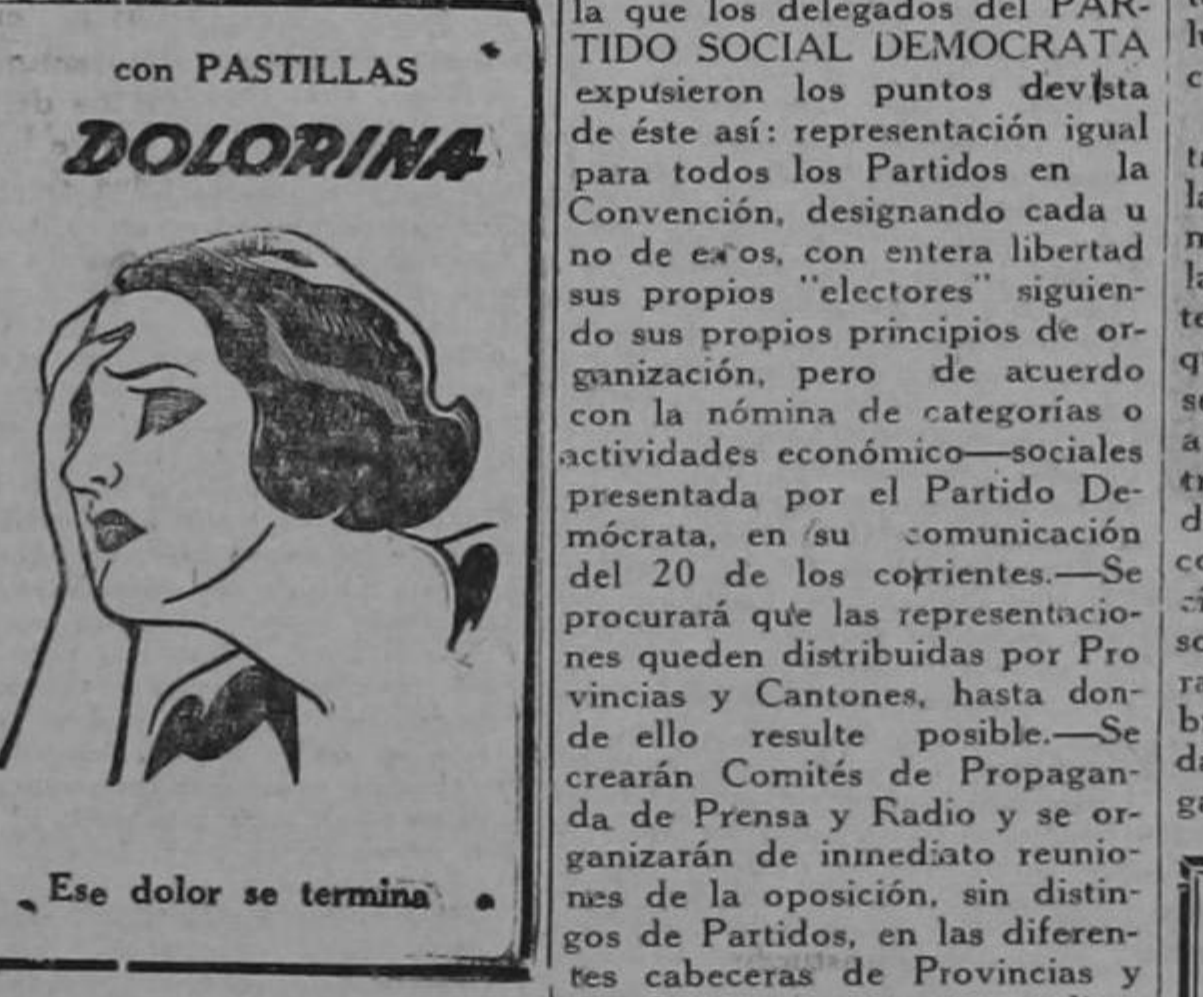 con PASTILLAS
DOLORINA
Ese dolor se termina
la que los delegados del PAR-
TIDO SOCIAL DEMOCRATA
expusieron los puntos devista
de éste así: representación igual
para todos los Partidos en la
Convención, designando cada u
no de esos, con entera libertad
sus propios "electores" siguien-
do sus propios principios de or-
ganización, pero de acuerdo
con la nómina de categorías o
actividades económico—sociales
presentada por el Partido De-
mócrata, en su comunicación
del 20 de los corrientes.—Se
procurará que las representacio-
nes queden distribuidas por Pro
vincias y Cantones, hasta don-
de ello resulte posible.—Se
crearán Comités de Propagan-
da de Prensa y Radio y se or-
ganizarán de inmediato reunio-
nes de la oposición, sin distin-
gos de Partidos, en las diferen-
tes cabeceras de Provincias y